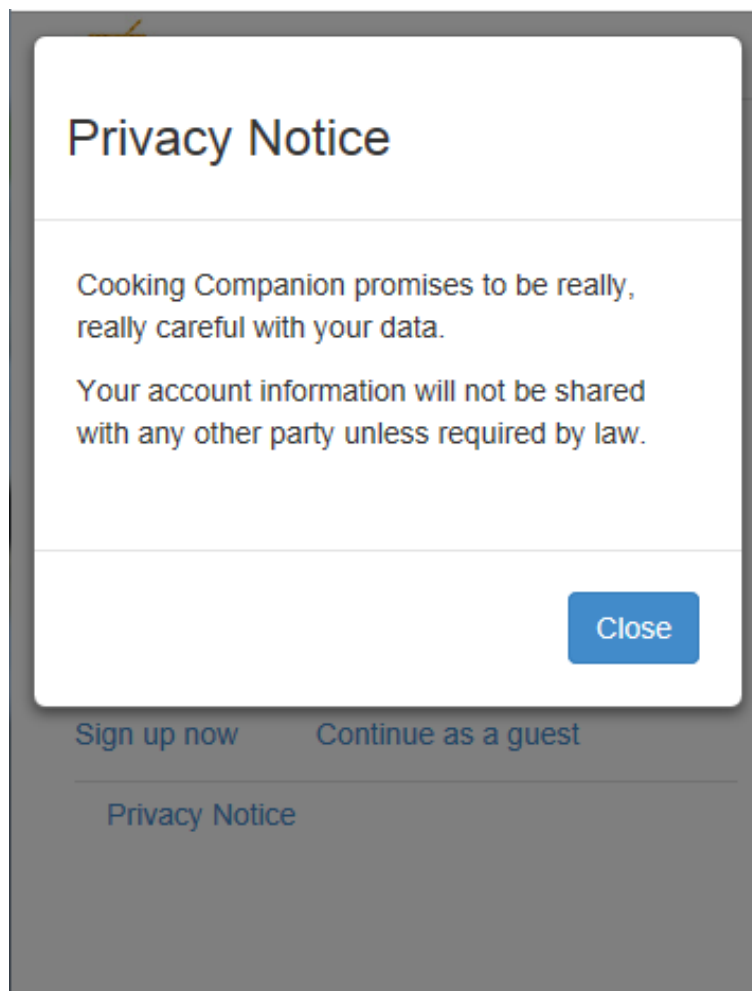 Privacy Notice
Cooking Companion promises to be really,
really careful with your data.
Your account information will not be shared
with any other party unless required by law.
Close
Sign up now Continue as a guest
Privacy Notice